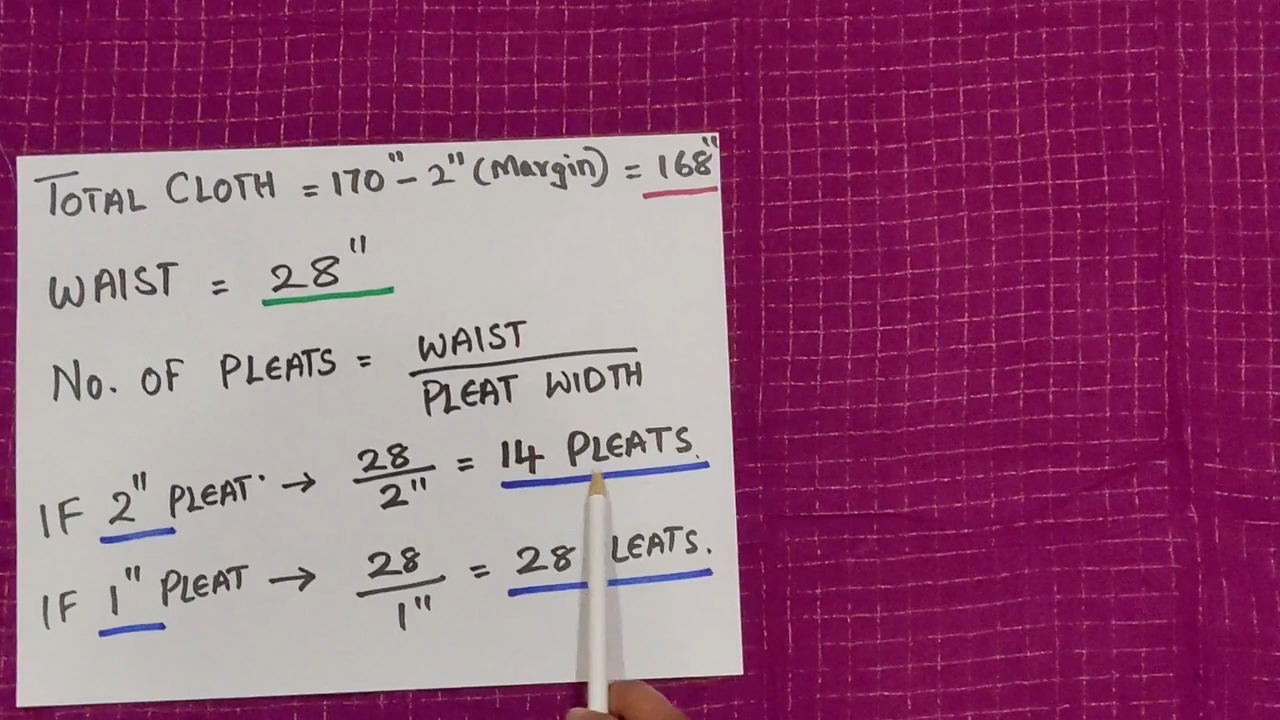 TOTAL CLOTH = 170" - 2" (Margin) = 168"
WAIST = 28"
No. OF PLEATS = WAIST / PLEAT WIDTH
IF 2" PLEAT → 28 / 2" = 14 PLEATS.
IF 1" PLEAT → 28 / 1" = 28 LEATS.